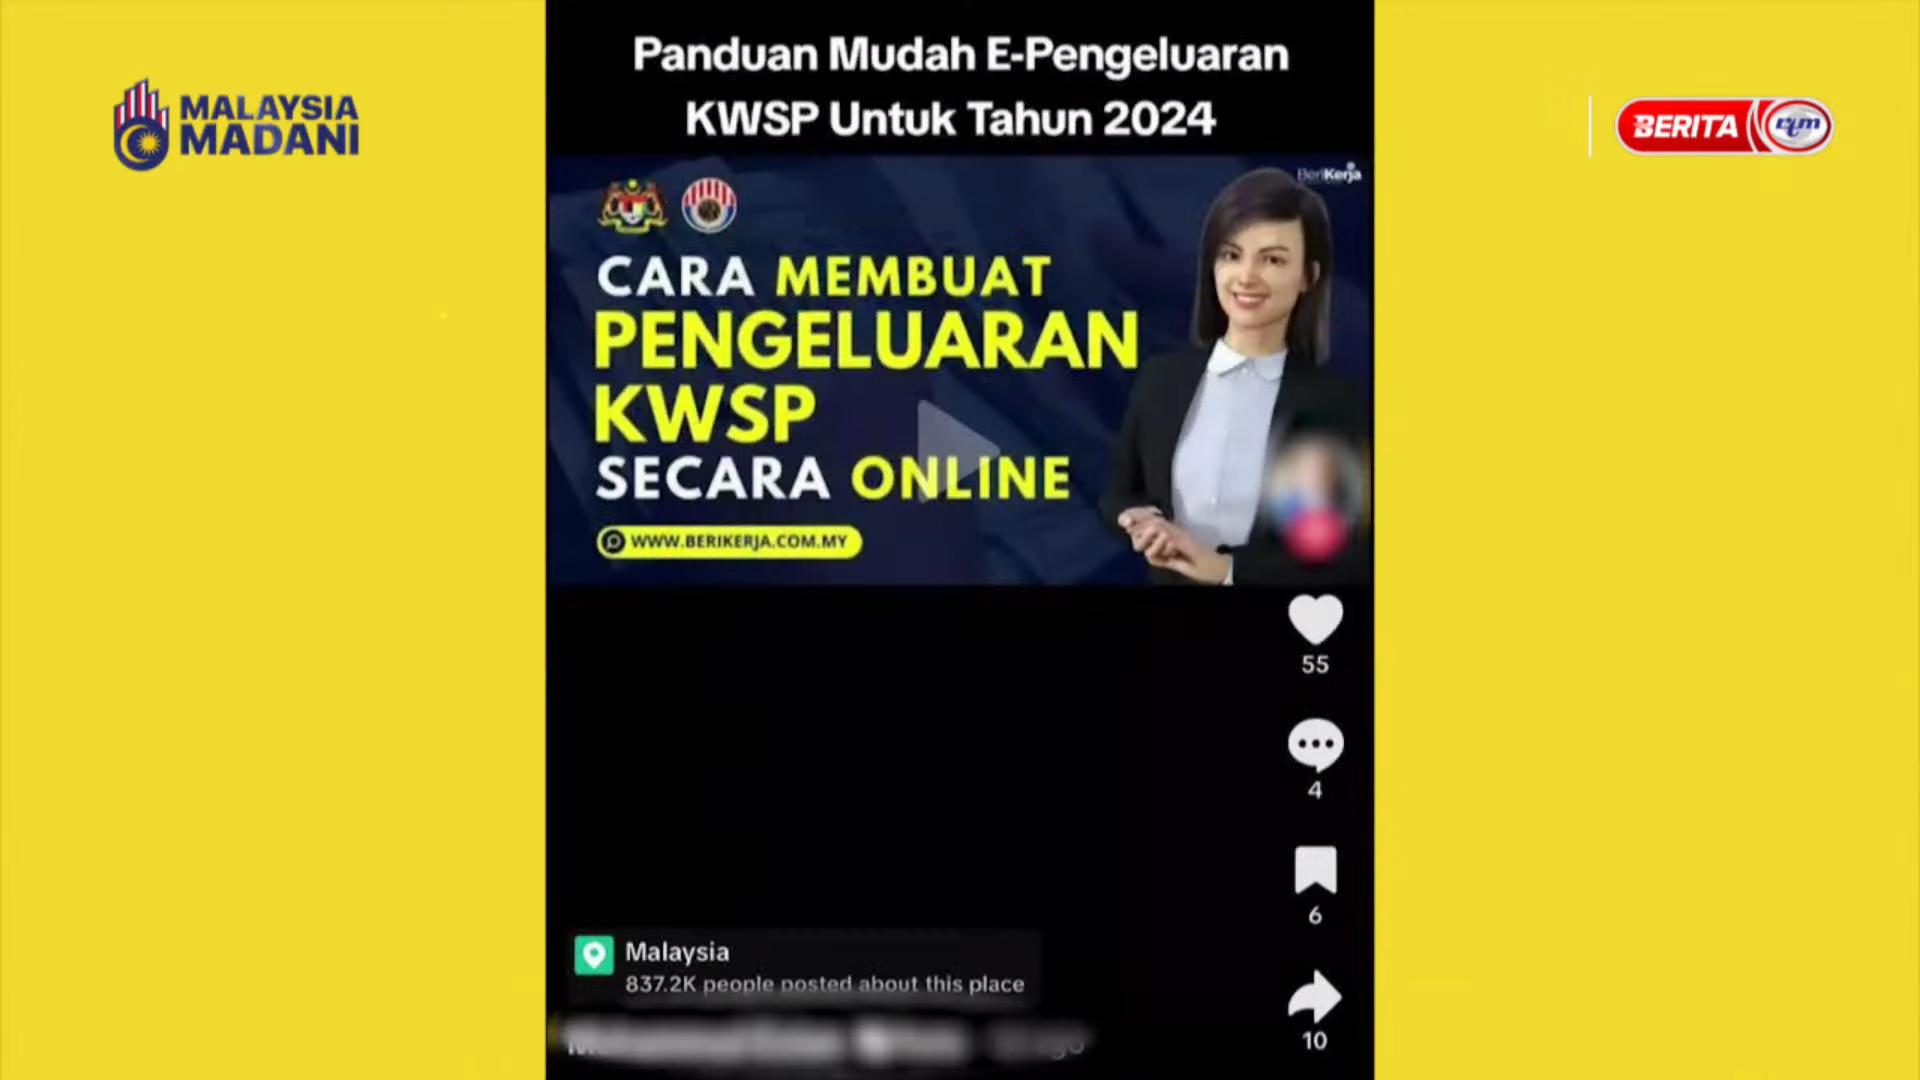 MALAYSIA
MADANI
BERITA rtm
Panduan Mudah E-Pengeluaran
KWSP Untuk Tahun 2024
BeriKerja
CARA MEMBUAT
PENGELUARAN
KWSP
SECARA ONLINE
WWW.BERIKERJA.COM.MY
55
4
6
Malaysia
837.2K people posted about this place
10